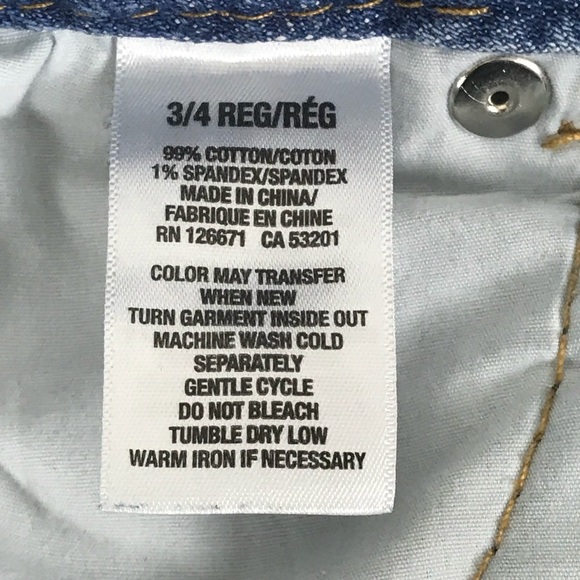 3/4 REG/RÉG
99% COTTON/COTON
1% SPANDEX/SPANDEX
MADE IN CHINA/
FABRIQUE EN CHINE
RN 126671 CA 53201
COLOR MAY TRANSFER
WHEN NEW
TURN GARMENT INSIDE OUT
MACHINE WASH COLD
SEPARATELY
GENTLE CYCLE
DO NOT BLEACH
TUMBLE DRY LOW
WARM IRON IF NECESSARY